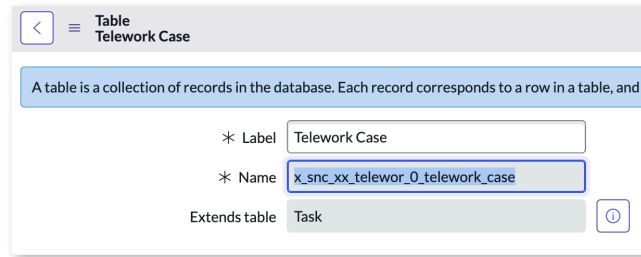 Table
Telework Case
A table is a collection of records in the database. Each record corresponds to a row in a table, and
* Label Telework Case
* Name x_snc_xx_telewor_0_telework_case
Extends table Task